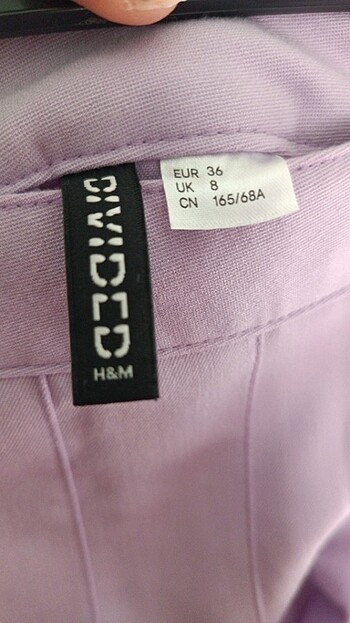 DIVIDED
H&M
EUR 36
UK 8
CN 165/68A